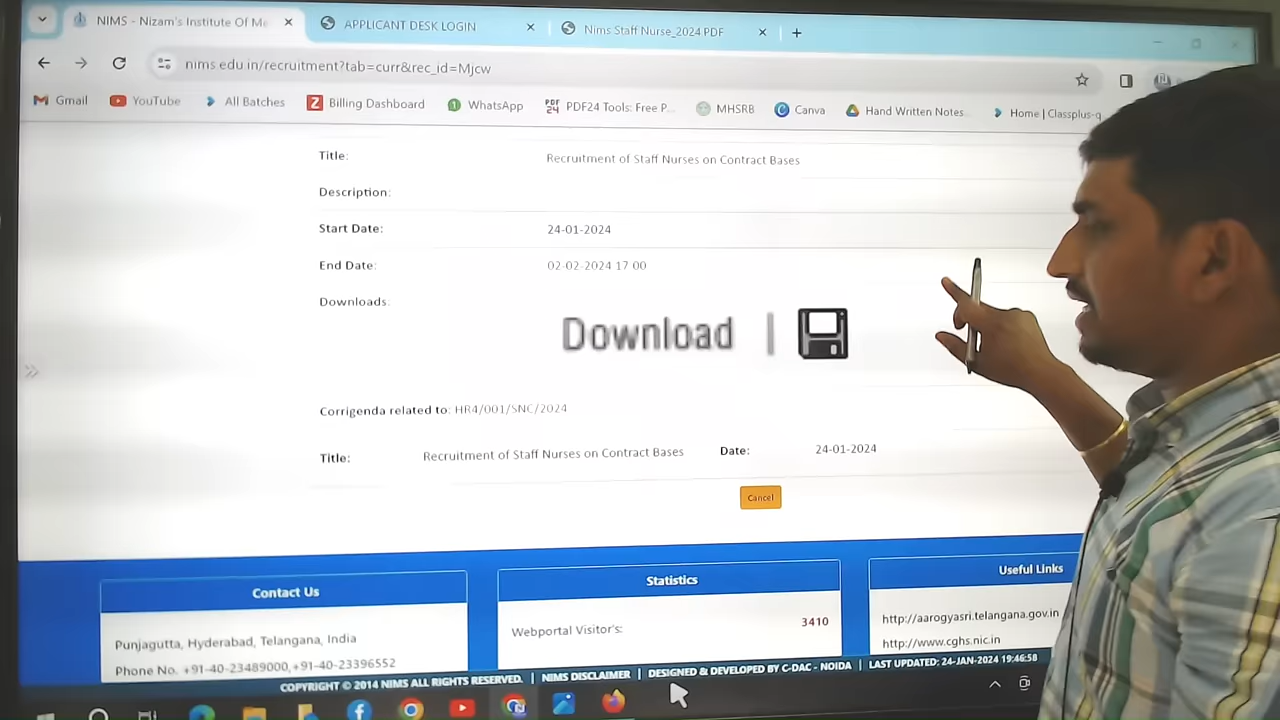 NIMS - Nizam's Institute Of Me
APPLICANT DESK LOGIN
Nims Staff Nurse_2024 PDF
nims.edu.in/recruitment?tab=curr&rec_id=Mjcw
Gmail
YouTube
All Batches
Billing Dashboard
WhatsApp
PDF24 Tools: Free P...
MHSRB
Canva
Hand Written Notes...
Home | Classplus-q
Title: Recruitment of Staff Nurses on Contract Bases
Description:
Start Date: 24-01-2024
End Date: 02-02-2024 17 00
Downloads:
Download |
Corrigenda related to: HR4/001/SNC/2024
Title: Recruitment of Staff Nurses on Contract Bases Date: 24-01-2024
Cancel
Contact Us
Punjagutta, Hyderabad, Telangana, India
Phone No. +91-40-23489000,+91-40-23396552
Statistics
Webportal Visitor's: 3410
Useful Links
http://aarogyasri.telangana.gov.in
http://www.cghs.nic.in
COPYRIGHT © 2014 NIMS ALL RIGHTS RESERVED. | NIMS DISCLAIMER | DESIGNED & DEVELOPED BY C-DAC - NOIDA | LAST UPDATED: 24-JAN-2024 19:46:58